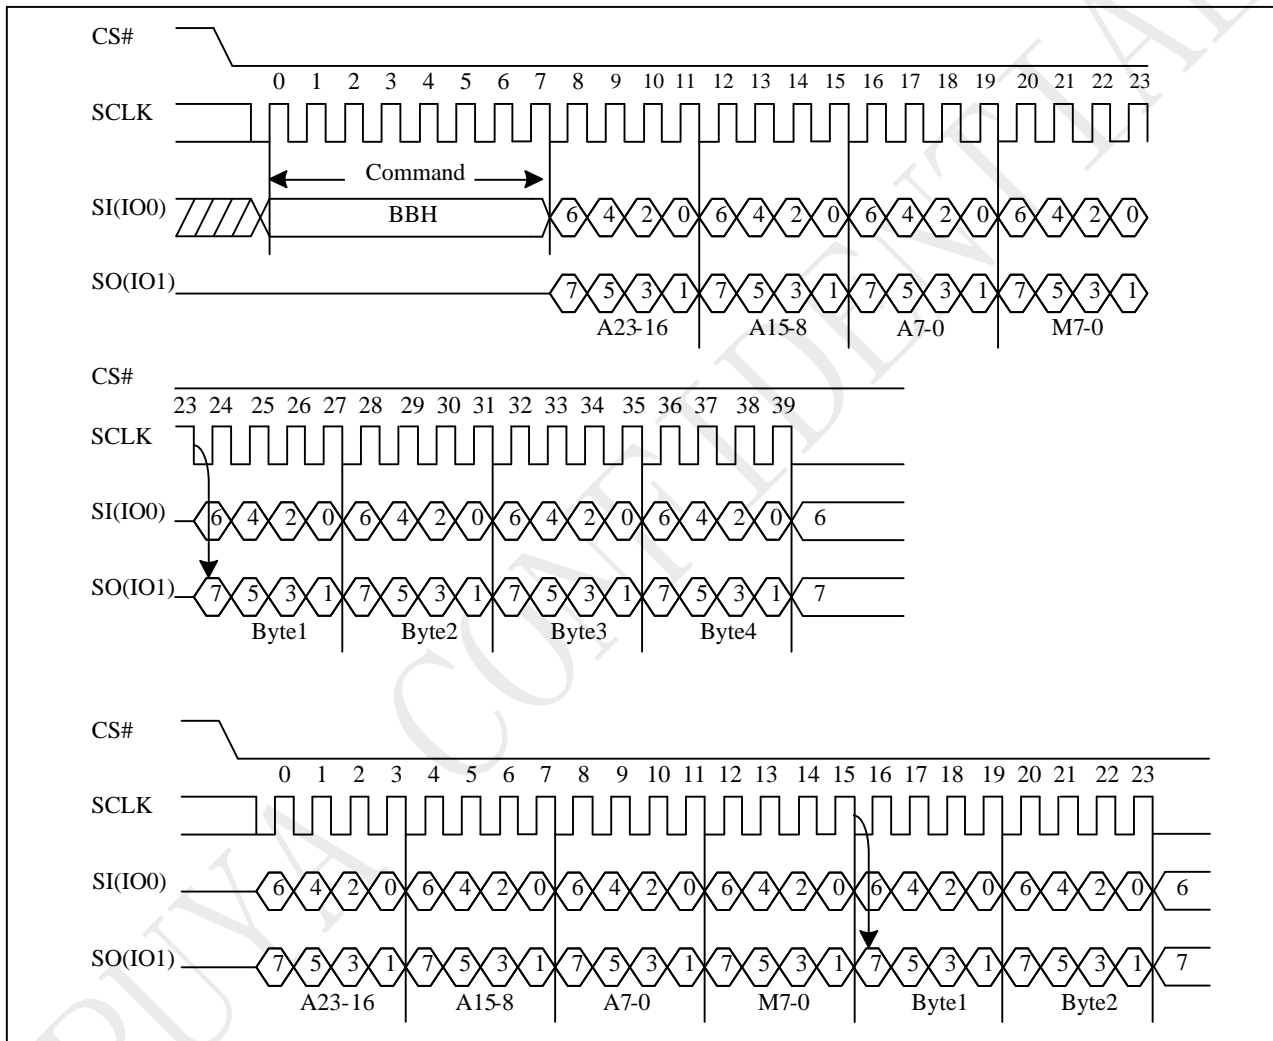 CS#
0 1 2 3 4 5 6 7 8 9 10 11 12 13 14 15 16 17 18 19 20 21 22 23
SCLK
Command
SI(IO0) BBH 6 4 2 0 6 4 2 0 6 4 2 0 6 4 2 0
SO(IO1) 7 5 3 1 7 5 3 1 7 5 3 1 7 5 3 1
A23-16 A15-8 A7-0 M7-0
CS#
23 24 25 26 27 28 29 30 31 32 33 34 35 36 37 38 39
SCLK
SI(IO0) 6 4 2 0 6 4 2 0 6 4 2 0 6 4 2 0 6
SO(IO1) 7 5 3 1 7 5 3 1 7 5 3 1 7 5 3 1 7
Byte1 Byte2 Byte3 Byte4
CS#
0 1 2 3 4 5 6 7 8 9 10 11 12 13 14 15 16 17 18 19 20 21 22 23
SCLK
SI(IO0) 6 4 2 0 6 4 2 0 6 4 2 0 6 4 2 0 6 4 2 0 6 4 2 0 6
SO(IO1) 7 5 3 1 7 5 3 1 7 5 3 1 7 5 3 1 7 5 3 1 7 5 3 1 7
A23-16 A15-8 A7-0 M7-0 Byte1 Byte2
PUYA CONFIDENTIAL